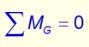 ∑M_G = 0